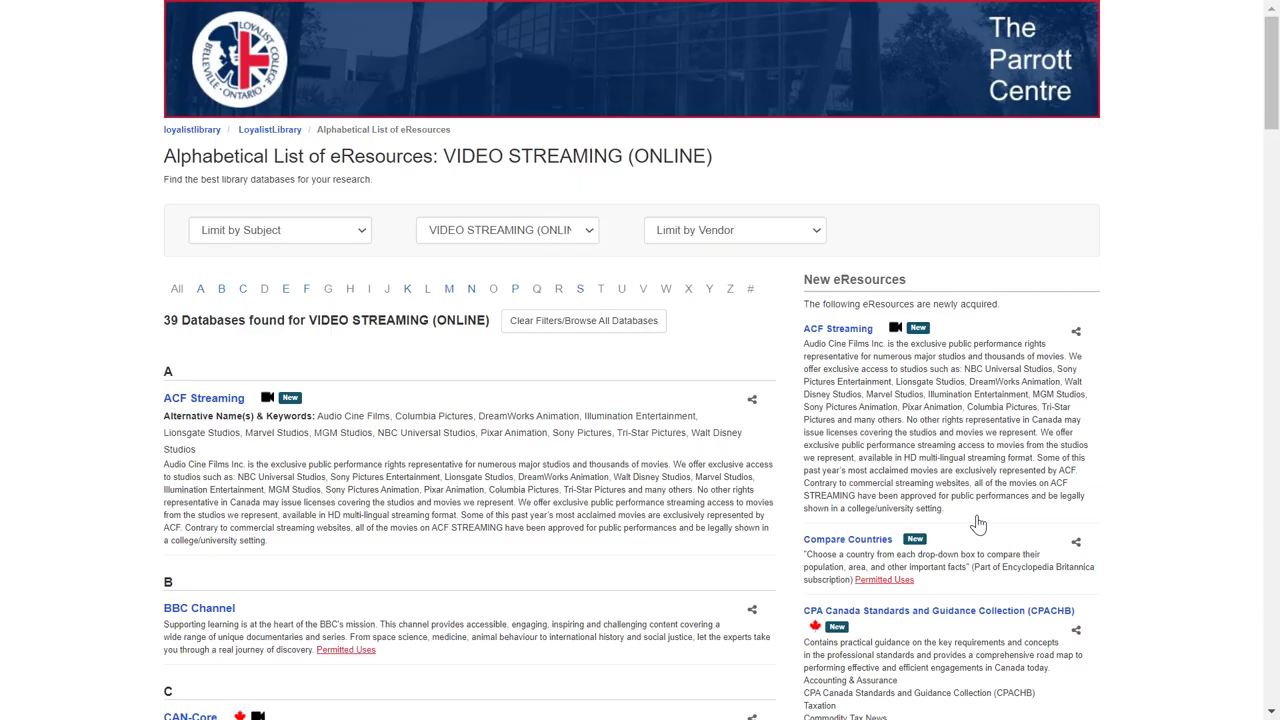 LOYALIST COLLEGE
BELLEVILLE, ONTARIO
The
Parrott
Centre
loyalistlibrary / LoyalistLibrary / Alphabetical List of eResources
Alphabetical List of eResources: VIDEO STREAMING (ONLINE)
Find the best library databases for your research.
Limit by Subject VIDEO STREAMING (ONLIN Limit by Vendor
All A B C D E F G H I J K L M N O P Q R S T U V W X Y Z #
39 Databases found for VIDEO STREAMING (ONLINE) Clear Filters/Browse All Databases
A
ACF Streaming New
Alternative Name(s) & Keywords: Audio Cine Films, Columbia Pictures, DreamWorks Animation, Illumination Entertainment,
Lionsgate Studios, Marvel Studios, MGM Studios, NBC Universal Studios, Pixar Animation, Sony Pictures, Tri-Star Pictures, Walt Disney
Studios
Audio Cine Films Inc. is the exclusive public performance rights representative for numerous major studios and thousands of movies. We offer exclusive access
to studios such as: NBC Universal Studios, Sony Pictures Entertainment, Lionsgate Studios, DreamWorks Animation, Walt Disney Studios, Marvel Studios,
Illumination Entertainment, MGM Studios, Sony Pictures Animation, Pixar Animation, Columbia Pictures, Tri-Star Pictures and many others. No other rights
representative in Canada may issue licenses covering the studios and movies we represent. We offer exclusive public performance streaming access to movies
from the studios we represent, available in HD multi-lingual streaming format. Some of this past year's most acclaimed movies are exclusively represented by
ACF. Contrary to commercial streaming websites, all of the movies on ACF STREAMING have been approved for public performances and be legally shown in
a college/university setting.
B
BBC Channel
Supporting learning is at the heart of the BBC's mission. This channel provides accessible, engaging, inspiring and challenging content covering a
wide range of unique documentaries and series. From space science, medicine, animal behaviour to international history and social justice, let the experts take
you through a real journey of discovery. Permitted Uses
C
CAN-Core
New eResources
The following eResources are newly acquired.
ACF Streaming New
Audio Cine Films Inc. is the exclusive public performance rights
representative for numerous major studios and thousands of movies. We
offer exclusive access to studios such as: NBC Universal Studios, Sony
Pictures Entertainment, Lionsgate Studios, DreamWorks Animation, Walt
Disney Studios, Marvel Studios, Illumination Entertainment, MGM Studios,
Sony Pictures Animation, Pixar Animation, Columbia Pictures, Tri-Star
Pictures and many others. No other rights representative in Canada may
issue licenses covering the studios and movies we represent. We offer
exclusive public performance streaming access to movies from the studios
we represent, available in HD multi-lingual streaming format. Some of this
past year's most acclaimed movies are exclusively represented by ACF.
Contrary to commercial streaming websites, all of the movies on ACF
STREAMING have been approved for public performances and be legally
shown in a college/university setting.
Compare Countries New
"Choose a country from each drop-down box to compare their
population, area, and other important facts" (Part of Encyclopedia Britannica
subscription) Permitted Uses
CPA Canada Standards and Guidance Collection (CPACHB)
New
Contains practical guidance on the key requirements and concepts
in the professional standards and provides a comprehensive road map to
performing effective and efficient engagements in Canada today.
Accounting & Assurance
CPA Canada Standards and Guidance Collection (CPACHB)
Taxation
Commodity Tax News